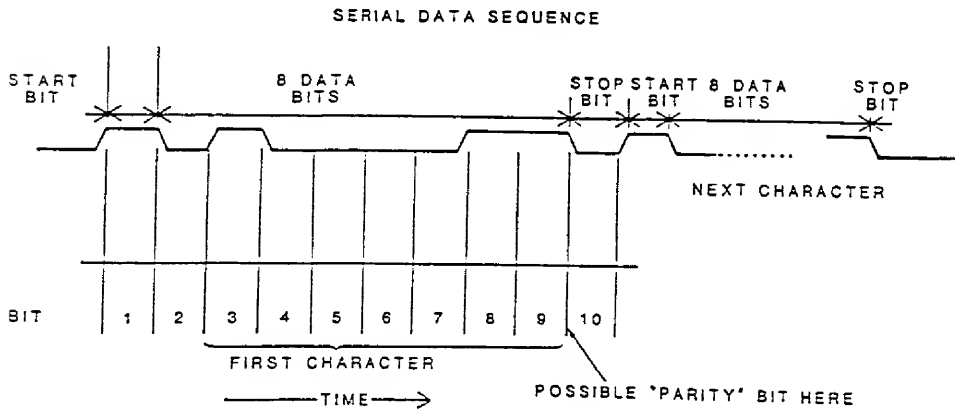 SERIAL DATA SEQUENCE
START
BIT
8 DATA
BITS
STOP START 8 DATA
BIT BIT BITS
STOP
BIT
NEXT CHARACTER
BIT 1 2 3 4 5 6 7 8 9 10
FIRST CHARACTER
TIME
POSSIBLE "PARITY" BIT HERE